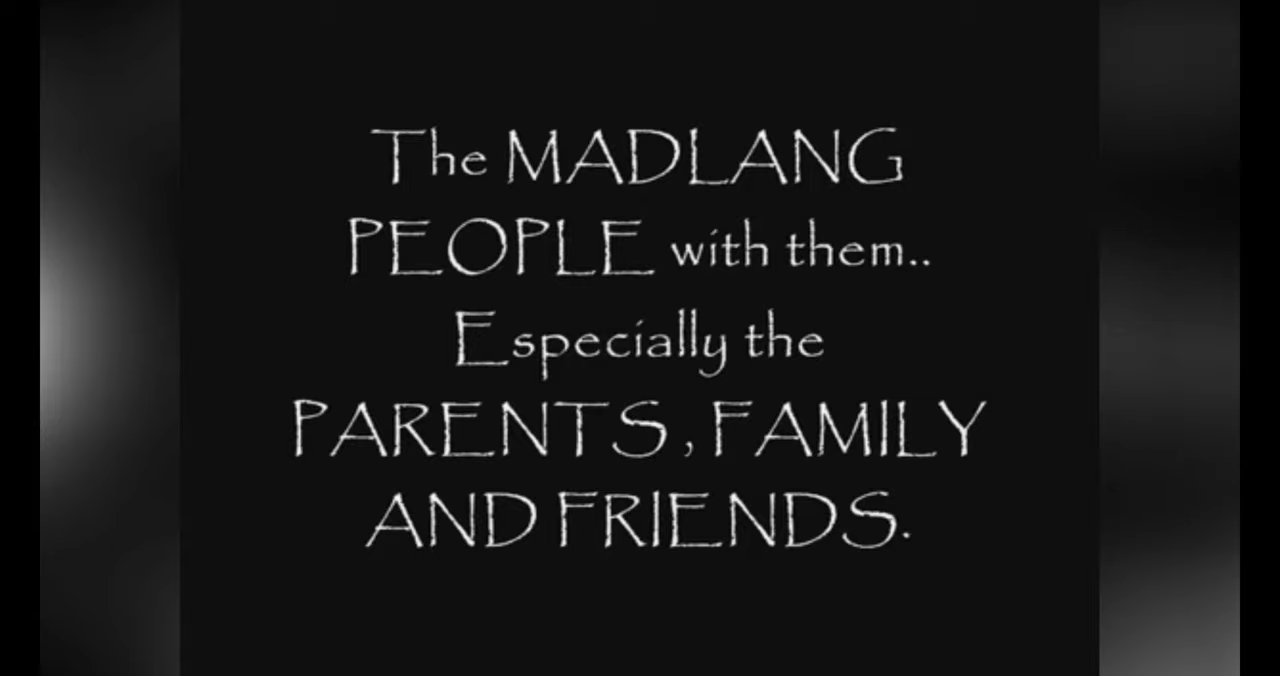 The MADLANG
PEOPLE with them..
Especially the
PARENTS, FAMILY
AND FRIENDS.